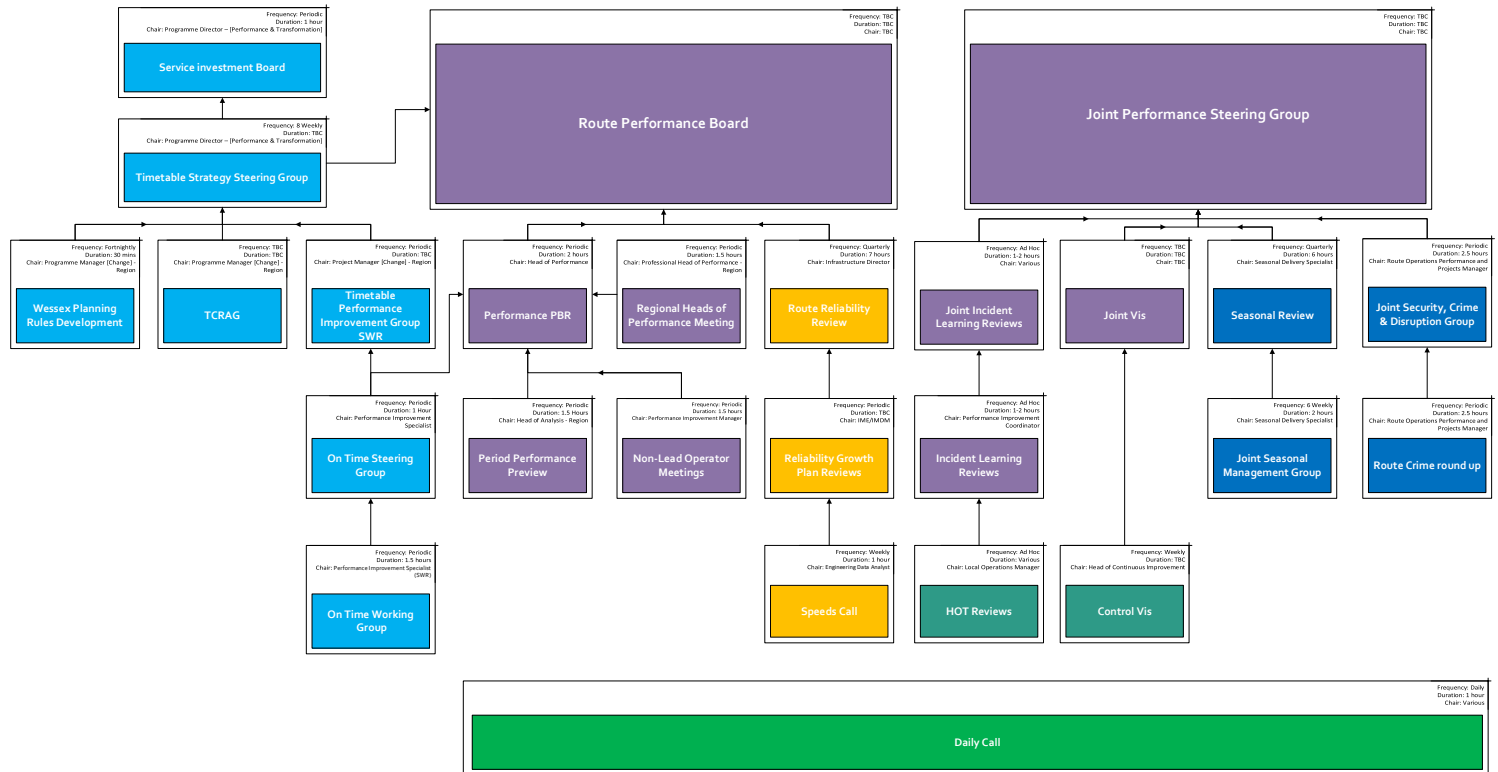 Frequency: Periodic
Duration: 1 hour
Chair: Programme Director – [Performance & Transformation]
Service investment Board
Frequency: TBC
Duration: TBC
Chair: TBC
Route Performance Board
Frequency: TBC
Duration: TBC
Chair: TBC
Joint Performance Steering Group
Frequency: 8 Weekly
Duration: TBC
Chair: Programme Director – [Performance & Transformation]
Timetable Strategy Steering Group
Frequency: Fortnightly
Duration: 30 mins
Chair: Programme Manager [Change] -
Region
Wessex Planning
Rules Development
Frequency: TBC
Duration: TBC
Chair: Programme Manager [Change] -
Region
TCRAG
Frequency: Periodic
Duration: TBC
Chair: Project Manager [Change] - Region
Timetable
Performance
Improvement Group
SWR
Frequency: Periodic
Duration: 2 hours
Chair: Head of Performance
Performance PBR
Frequency: Periodic
Duration: 1.5 hours
Chair: Professional Head of Performance -
Region
Regional Heads of
Performance Meeting
Frequency: Quarterly
Duration: 7 hours
Chair: Infrastructure Director
Route Reliability
Review
Frequency: Ad Hoc
Duration: 1-2 hours
Chair: Various
Joint Incident
Learning Reviews
Frequency: TBC
Duration: TBC
Chair: TBC
Joint Vis
Frequency: Quarterly
Duration: 6 hours
Chair: Seasonal Delivery Specialist
Seasonal Review
Frequency: Periodic
Duration: 2.5 hours
Chair: Route Operations Performance and
Projects Manager
Joint Security, Crime
& Disruption Group
Frequency: Periodic
Duration: 1 Hour
Chair: Performance Improvement
Specialist
On Time Steering
Group
Frequency: Periodic
Duration: 1.5 Hours
Chair: Head of Analysis - Region
Period Performance
Preview
Frequency: Periodic
Duration: 1.5 hours
Chair: Performance Improvement Manager
Non-Lead Operator
Meetings
Frequency: Periodic
Duration: TBC
Chair: IME/IMDM
Reliability Growth
Plan Reviews
Frequency: Ad Hoc
Duration: 1-2 hours
Chair: Performance Improvement
Coordinator
Incident Learning
Reviews
Frequency: 6 Weekly
Duration: 2 hours
Chair: Seasonal Delivery Specialist
Joint Seasonal
Management Group
Frequency: Periodic
Duration: 2.5 hours
Chair: Route Operations Performance and
Projects Manager
Route Crime round up
Frequency: Periodic
Duration: 1.5 hours
Chair: Performance Improvement Specialist
(SWR)
On Time Working
Group
Frequency: Weekly
Duration: 1 hour
Chair: Engineering Data Analyst
Speeds Call
Frequency: Ad Hoc
Duration: Various
Chair: Local Operations Manager
HOT Reviews
Frequency: Weekly
Duration: TBC
Chair: Head of Continuous Improvement
Control Vis
Frequency: Daily
Duration: 1 hour
Chair: Various
Daily Call